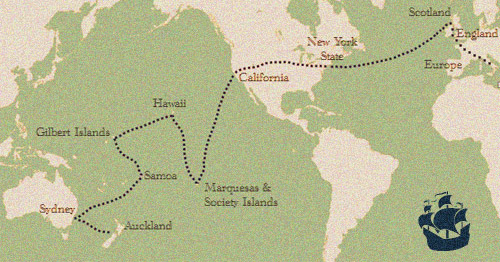 Scotland
England
New York
State
Europe
California
Hawaii
Gilbert Islands
Samoa
Marquesas &
Society Islands
Sydney
Auckland